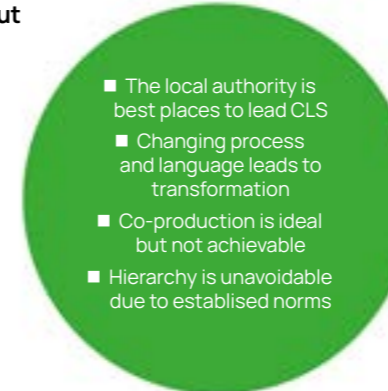 ut
■ The local authority is
best places to lead CLS
■ Changing process
and language leads to
transformation
■ Co-production is ideal
but not achievable
■ Hierarchy is unavoidable
due to establised norms